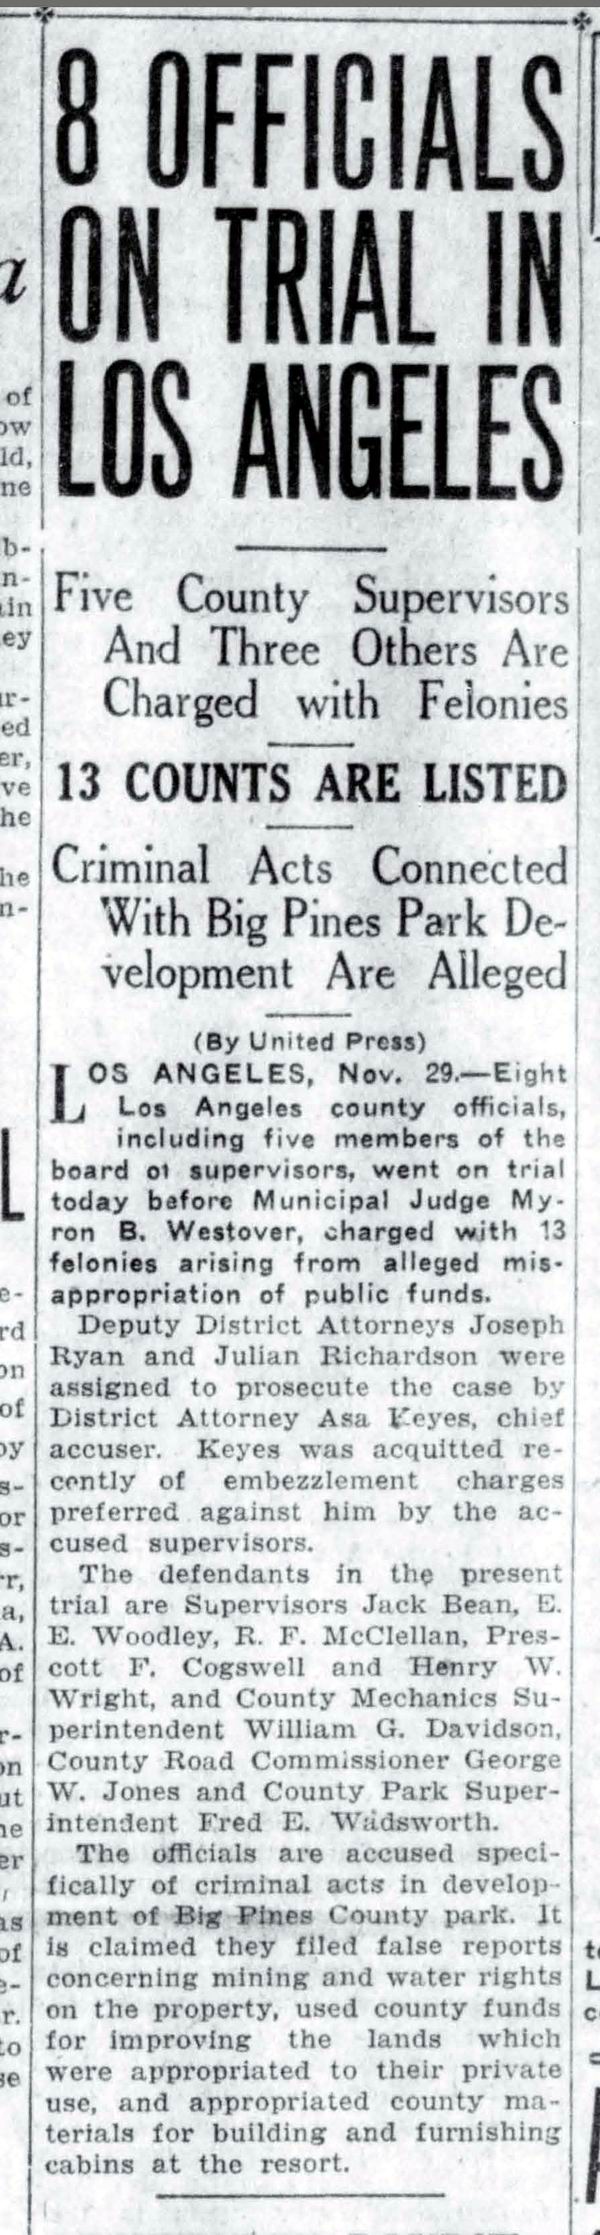 8 OFFICIALS
ON TRIAL IN
LOS ANGELES
Five County Supervisors
And Three Others Are
Charged with Felonies
13 COUNTS ARE LISTED
Criminal Acts Connected
With Big Pines Park De-
velopment Are Alleged
(By United Press)
LOS ANGELES, Nov. 29.—Eight
Los Angeles county officials,
including five members of the
board of supervisors, went on trial
today before Municipal Judge My-
ron B. Westover, charged with 13
felonies arising from alleged mis-
appropriation of public funds.
Deputy District Attorneys Joseph
Ryan and Julian Richardson were
assigned to prosecute the case by
District Attorney Asa Keyes, chief
accuser. Keyes was acquitted re-
cently of embezzlement charges
preferred against him by the ac-
cused supervisors.
The defendants in the present
trial are Supervisors Jack Bean, E.
E. Woodley, R. F. McClellan, Pres-
cott F. Cogswell and Henry W.
Wright, and County Mechanics Su-
perintendent William G. Davidson,
County Road Commissioner George
W. Jones and County Park Super-
intendent Fred E. Wadsworth.
The officials are accused speci-
fically of criminal acts in develop-
ment of Big Pines County park. It
is claimed they filed false reports
concerning mining and water rights
on the property, used county funds
for improving the lands which
were appropriated to their private
use, and appropriated county ma-
terials for building and furnishing
cabins at the resort.